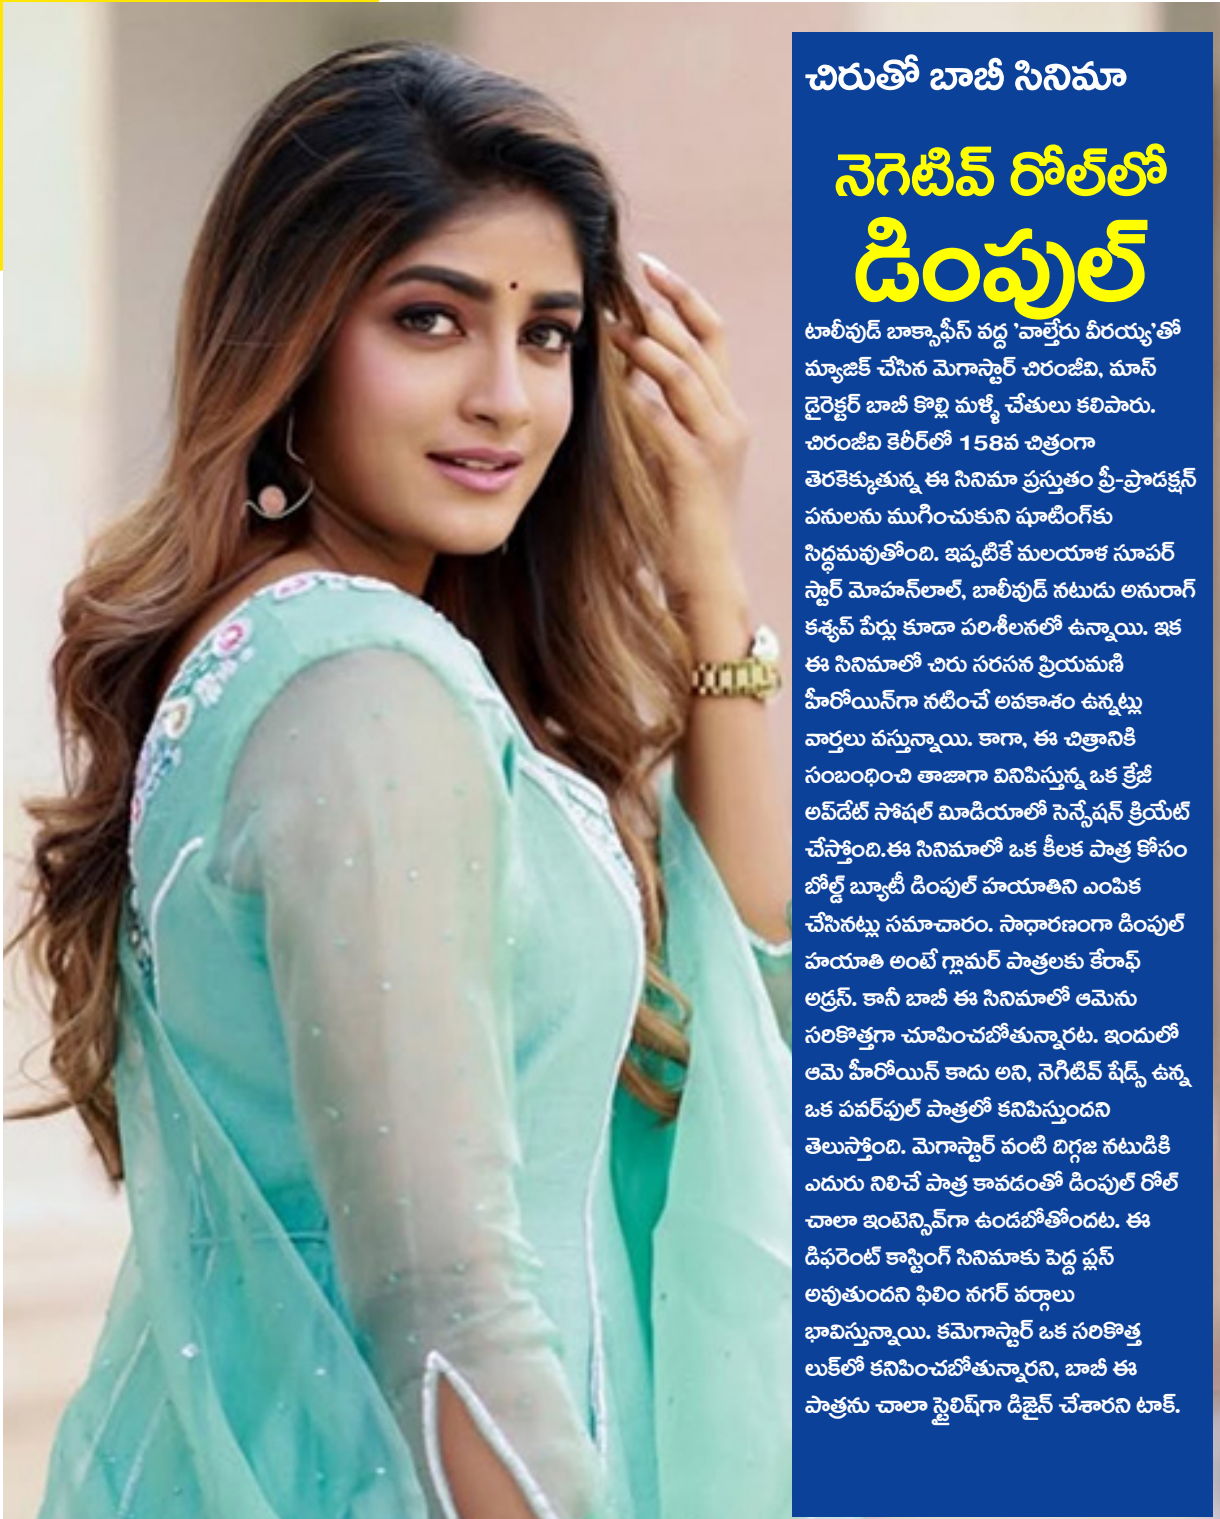 చిరుతో బాబీ సినిమా
నెగెటివ్ రోల్‌లో
డింపుల్
టాలీవుడ్ బాక్సాఫీస్ వద్ద 'వాల్తేరు వీరయ్య'తో
మ్యాజిక్ చేసిన మెగాస్టార్ చిరంజీవి, మాస్
డైరెక్టర్ బాబీ కొల్లి మళ్ళీ చేతులు కలిపారు.
చిరంజీవి కెరీర్‌లో 158వ చిత్రంగా
తెరకెక్కుతున్న ఈ సినిమా ప్రస్తుతం ప్రీ-ప్రొడక్షన్
పనులను ముగించుకుని షూటింగ్‌కు
సిద్ధమవుతోంది. ఇప్పటికే మలయాళ సూపర్
స్టార్ మోహన్‌లాల్, బాలీవుడ్ నటుడు అనురాగ్
కశ్యప్ పేర్లు కూడా పరిశీలనలో ఉన్నాయి. ఇక
ఈ సినిమాలో చిరు సరసన ప్రియమణి
హీరోయిన్‌గా నటించే అవకాశం ఉన్నట్లు
వార్తలు వస్తున్నాయి. కాగా, ఈ చిత్రానికి
సంబంధించి తాజాగా వినిపిస్తున్న ఒక క్రేజీ
అప్‌డేట్ సోషల్ మీడియాలో సెన్సేషన్ క్రియేట్
చేస్తోంది.ఈ సినిమాలో ఒక కీలక పాత్ర కోసం
బోల్డ్ బ్యూటీ డింపుల్ హయాతిని ఎంపిక
చేసినట్లు సమాచారం. సాధారణంగా డింపుల్
హయాతి అంటే గ్లామర్ పాత్రలకు కేరాఫ్
అడ్రస్. కానీ బాబీ ఈ సినిమాలో ఆమెను
సరికొత్తగా చూపించబోతున్నారట. ఇందులో
ఆమె హీరోయిన్ కాదు అని, నెగిటివ్ షేడ్స్ ఉన్న
ఒక పవర్‌ఫుల్ పాత్రలో కనిపిస్తుందని
తెలుస్తోంది. మెగాస్టార్ వంటి దిగ్గజ నటుడికి
ఎదురు నిలిచే పాత్ర కావడంతో డింపుల్ రోల్
చాలా ఇంటెన్సివ్‌గా ఉండబోతోందట. ఈ
డిఫరెంట్ కాస్టింగ్ సినిమాకు పెద్ద ప్లస్
అవుతుందని ఫిలిం నగర్ వర్గాలు
భావిస్తున్నాయి. కమెగాస్టార్ ఒక సరికొత్త
లుక్‌లో కనిపించబోతున్నారని, బాబీ ఈ
పాత్రను చాలా స్టైలిష్‌గా డిజైన్ చేశారని టాక్.